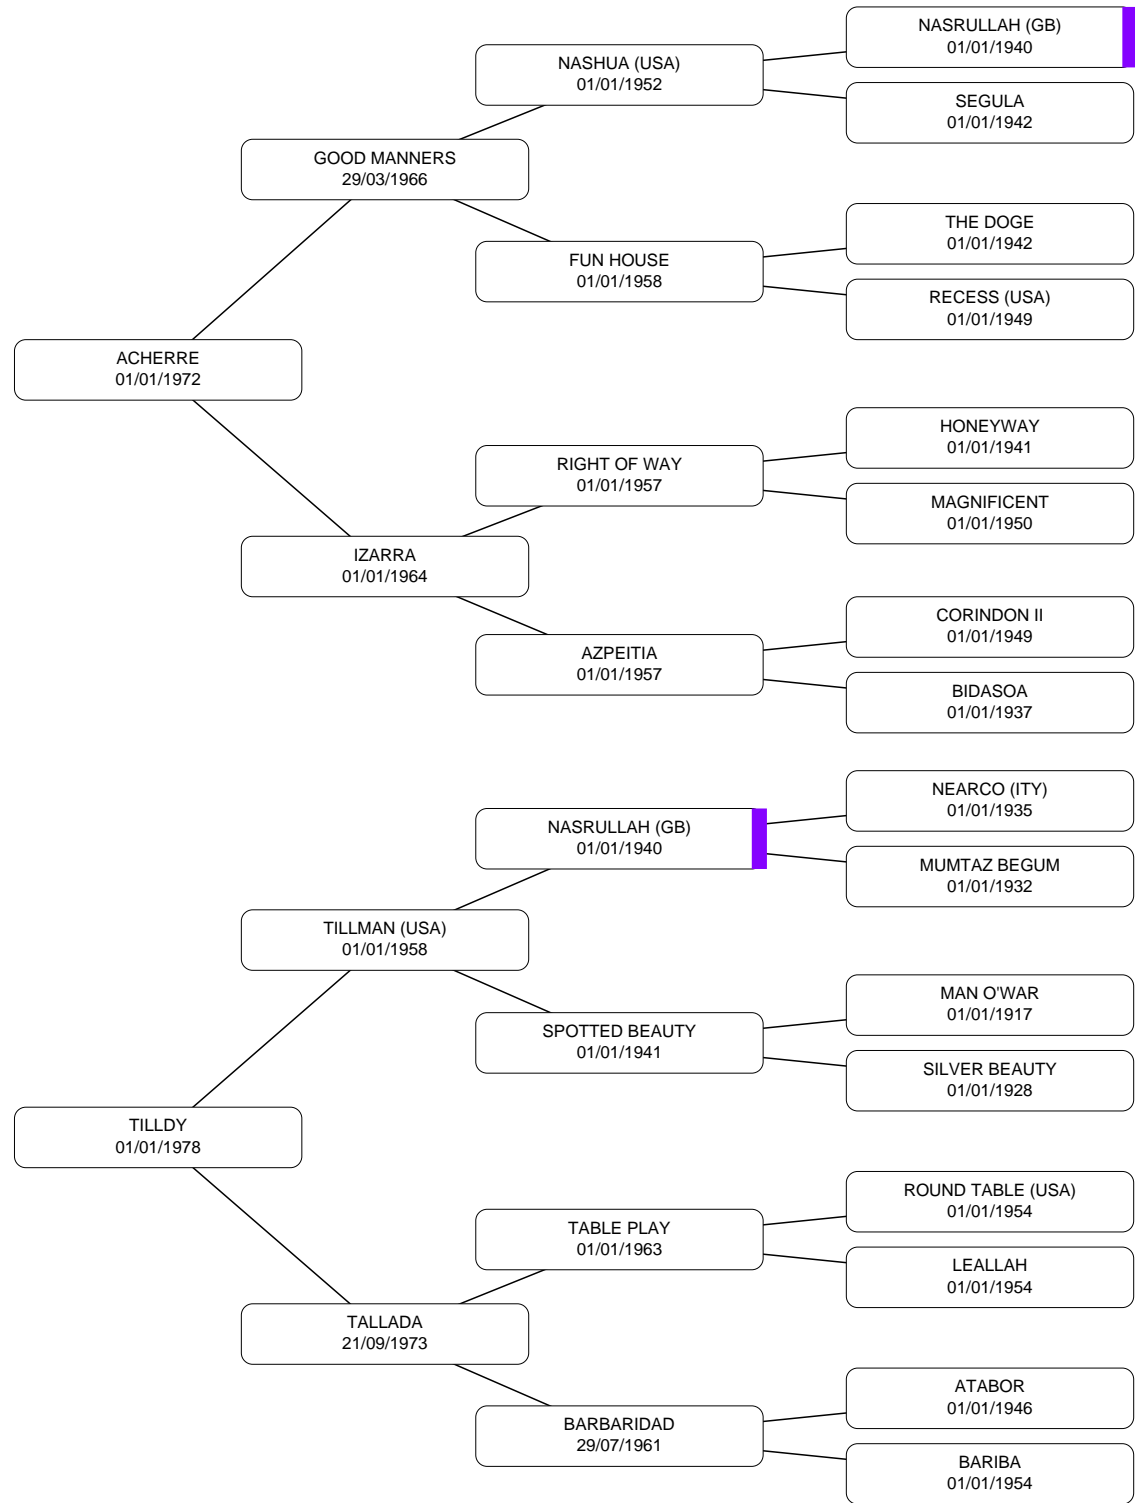 NASRULLAH (GB)
01/01/1940
NASHUA (USA)
01/01/1952
SEGULA
01/01/1942
GOOD MANNERS
29/03/1966
THE DOGE
01/01/1942
FUN HOUSE
01/01/1958
RECESS (USA)
01/01/1949
ACHERRE
01/01/1972
HONEYWAY
01/01/1941
RIGHT OF WAY
01/01/1957
MAGNIFICENT
01/01/1950
IZARRA
01/01/1964
CORINDON II
01/01/1949
AZPEITIA
01/01/1957
BIDASOA
01/01/1937
NEARCO (ITY)
01/01/1935
NASRULLAH (GB)
01/01/1940
MUMTAZ BEGUM
01/01/1932
TILLMAN (USA)
01/01/1958
MAN O'WAR
01/01/1917
SPOTTED BEAUTY
01/01/1941
SILVER BEAUTY
01/01/1928
TILLDY
01/01/1978
ROUND TABLE (USA)
01/01/1954
TABLE PLAY
01/01/1963
LEALLAH
01/01/1954
TALLADA
21/09/1973
ATABOR
01/01/1946
BARBARIDAD
29/07/1961
BARIBA
01/01/1954